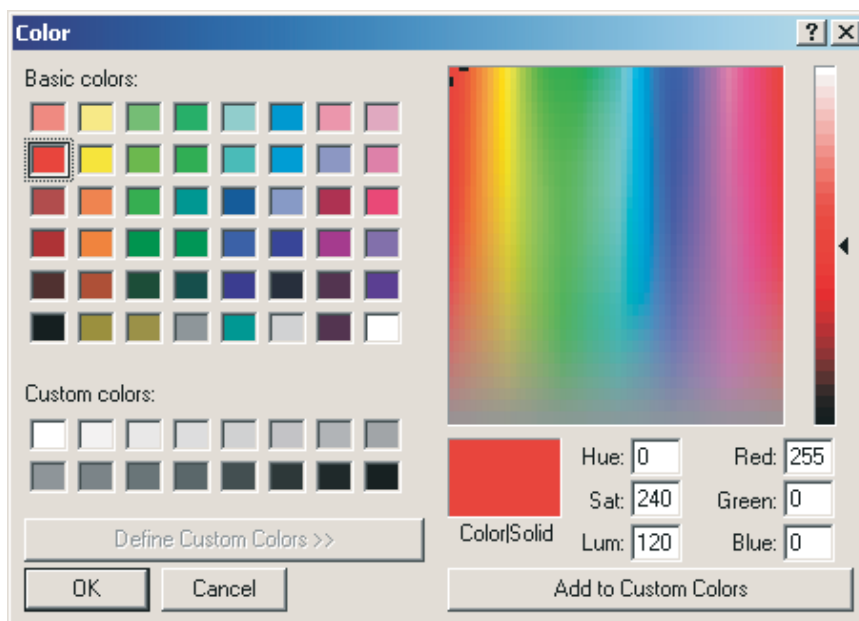 Color
Basic colors:
Custom colors:
Define Custom Colors >>
OK
Cancel
Color|Solid
Hue: 0
Sat: 240
Lum: 120
Red: 255
Green: 0
Blue: 0
Add to Custom Colors